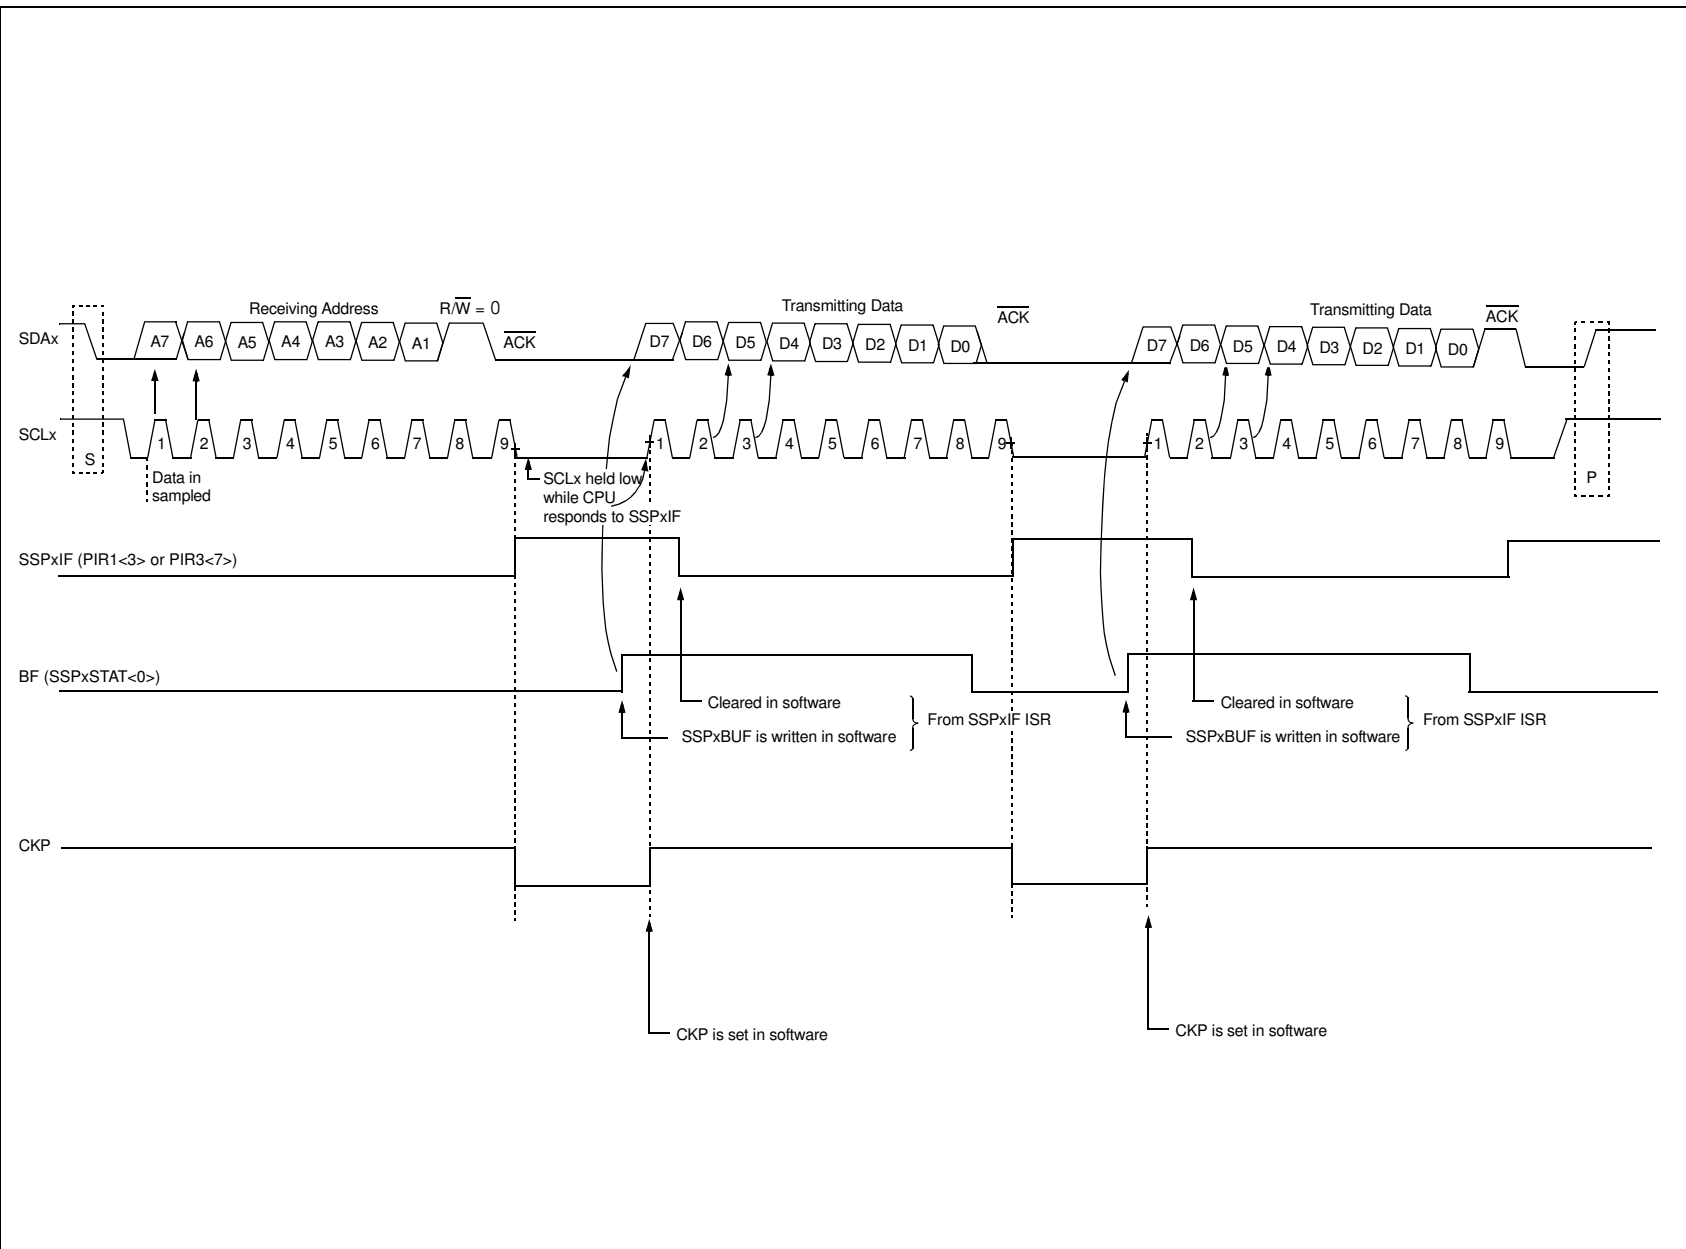 Receiving Address
R/W = 0
Transmitting Data
ACK
Transmitting Data
ACK
SDAx
A7 A6 A5 A4 A3 A2 A1
ACK
D7 D6 D5 D4 D3 D2 D1 D0
D7 D6 D5 D4 D3 D2 D1 D0
SCLx
S
1 2 3 4 5 6 7 8 9
1 2 3 4 5 6 7 8 9
1 2 3 4 5 6 7 8 9
P
Data in
sampled
SCLx held low
while CPU
responds to SSPxIF
SSPxIF (PIR1<3> or PIR3<7>)
BF (SSPxSTAT<0>)
Cleared in software
SSPxBUF is written in software
From SSPxIF ISR
Cleared in software
SSPxBUF is written in software
From SSPxIF ISR
CKP
CKP is set in software
CKP is set in software